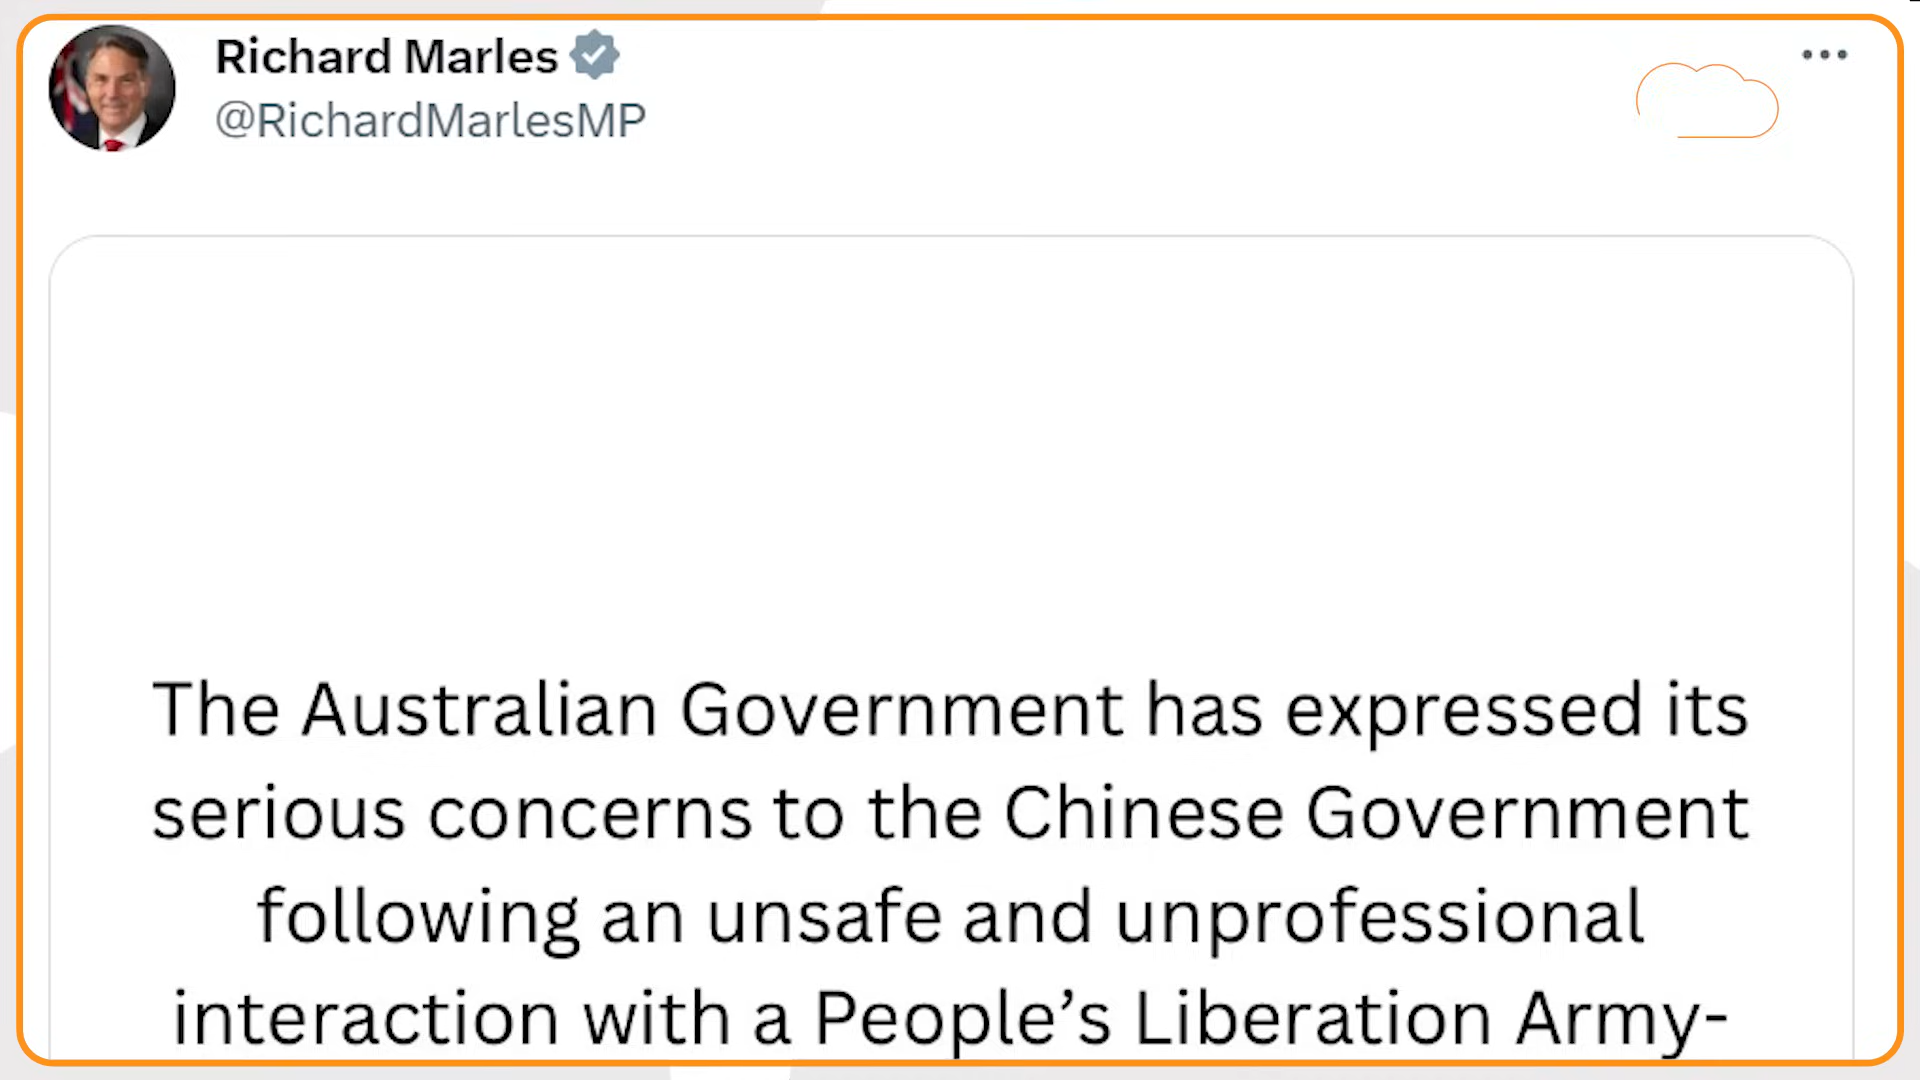 Richard Marles
@RichardMarlesMP
The Australian Government has expressed its
serious concerns to the Chinese Government
following an unsafe and unprofessional
interaction with a People’s Liberation Army-